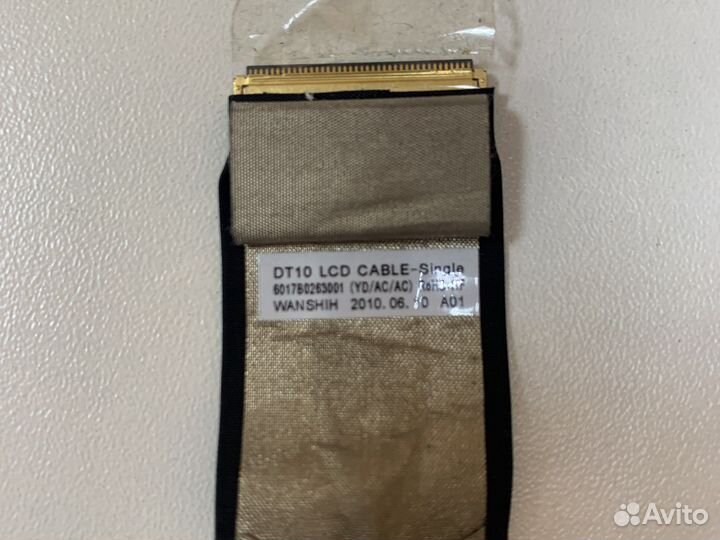 DT10 LCD CABLE-Single
6017B0263001 (YD/AC/AC)
WANSHIH 2010.06. A01
Avito